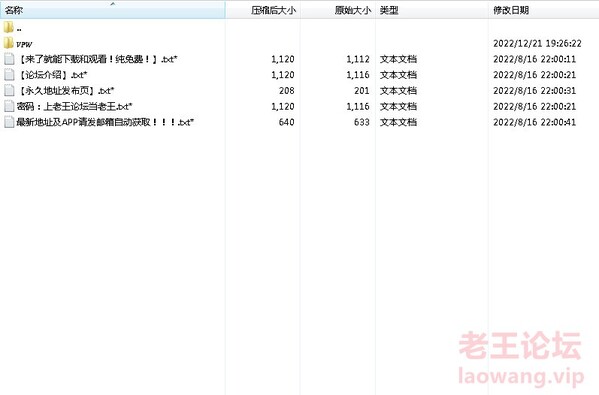 名称 压缩后大小 原始大小 类型 修改日期
..
vpw 2022/12/21 19:26:22
【来了就能下载和观看！纯免费！】.txt* 1,120 1,112 文本文档 2022/8/16 22:00:11
【论坛介绍】.txt* 1,120 1,116 文本文档 2022/8/16 22:00:21
【永久地址发布页】.txt* 208 201 文本文档 2022/8/16 22:00:31
密码：上老王论坛当老王.txt* 1,120 1,116 文本文档 2022/8/16 22:00:21
最新地址及APP请发邮箱自动获取！！！.txt* 640 633 文本文档 2022/8/16 22:00:41
老王论坛
laowang.vip